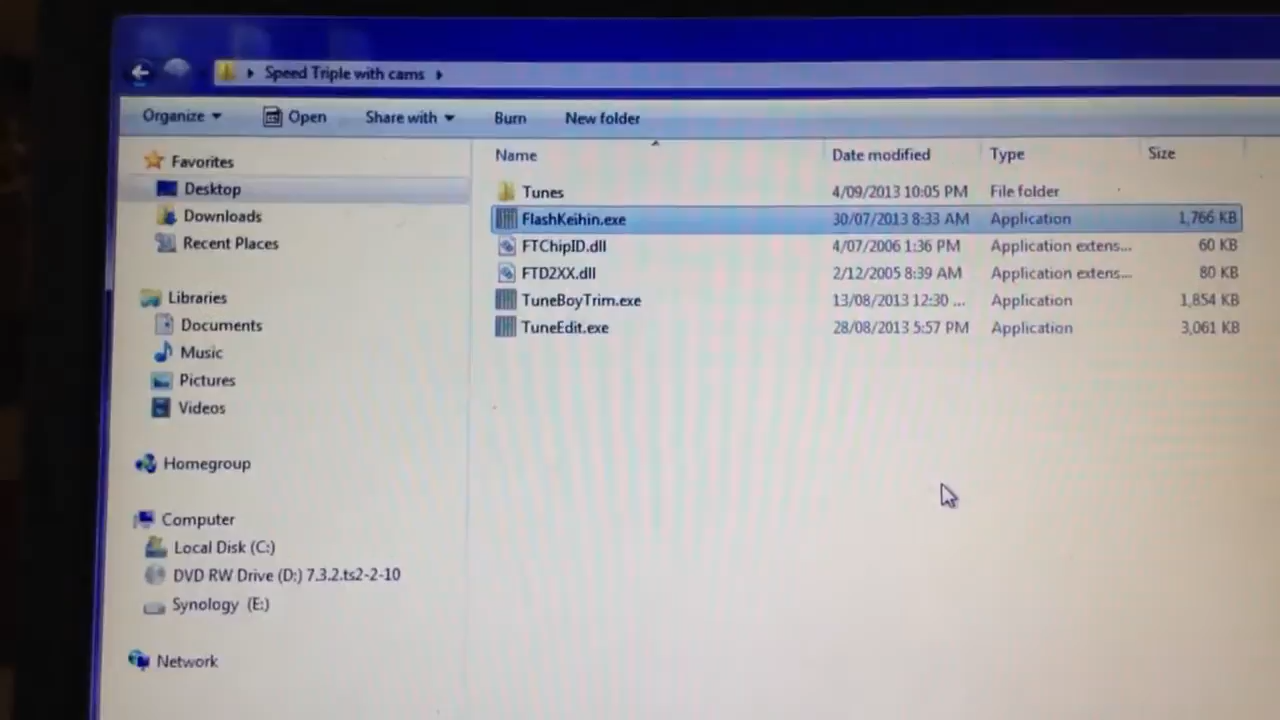 Speed Triple with cams
Organize Open Share with Burn New folder
Favorites
Desktop
Downloads
Recent Places
Libraries
Documents
Music
Pictures
Videos
Homegroup
Computer
Local Disk (C:)
DVD RW Drive (D:) 7.3.2.ts2-2-10
Synology (E:)
Network
Name Date modified Type Size
Tunes 4/09/2013 10:05 PM File folder
FlashKeihin.exe 30/07/2013 8:33 AM Application 1,766 KB
FTChipID.dll 4/07/2006 1:36 PM Application extens... 60 KB
FTD2XX.dll 2/12/2005 8:39 AM Application extens... 80 KB
TuneBoyTrim.exe 13/08/2013 12:30 ... Application 1,854 KB
TuneEdit.exe 28/08/2013 5:57 PM Application 3,061 KB